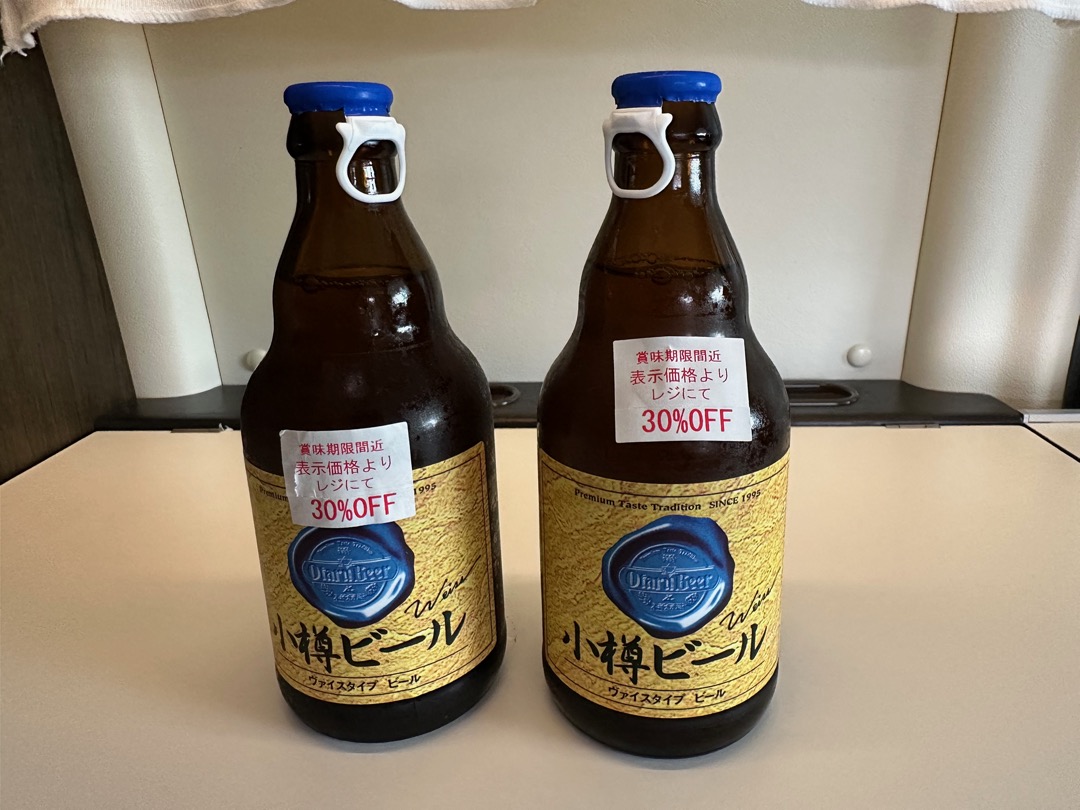 賞味期限間近
表示価格より
レジにて
30%OFF
Premium
1995
Otaru Beer
Weiss
小樽ビール
ヴァイスタイプ ビール
賞味期限間近
表示価格より
レジにて
30%OFF
Premium Taste Tradition SINCE 1995
Otaru Beer
小樽ビール
ヴァイスタイプ ビール